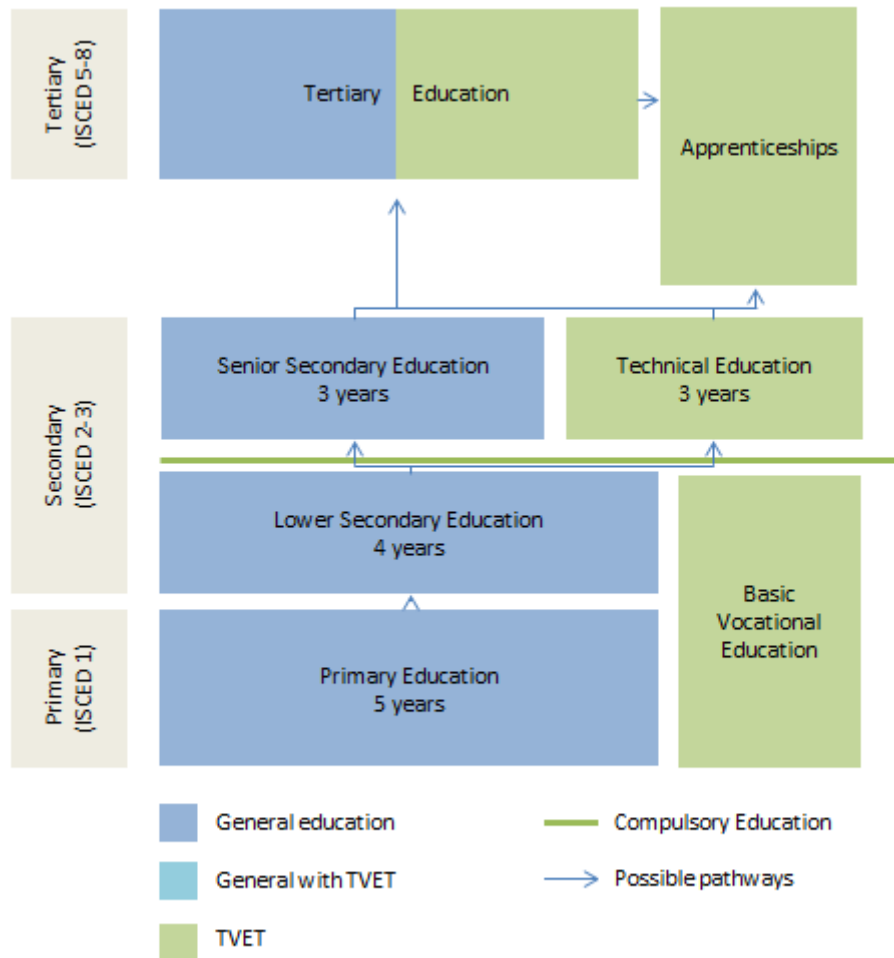 Tertiary
(ISCED 5-8)
Tertiary Education
Apprenticeships
Secondary
(ISCED 2-3)
Senior Secondary Education
3 years
Technical Education
3 years
Lower Secondary Education
4 years
Basic
Vocational
Education
Primary
(ISCED 1)
Primary Education
5 years
General education
Compulsory Education
General with TVET
Possible pathways
TVET